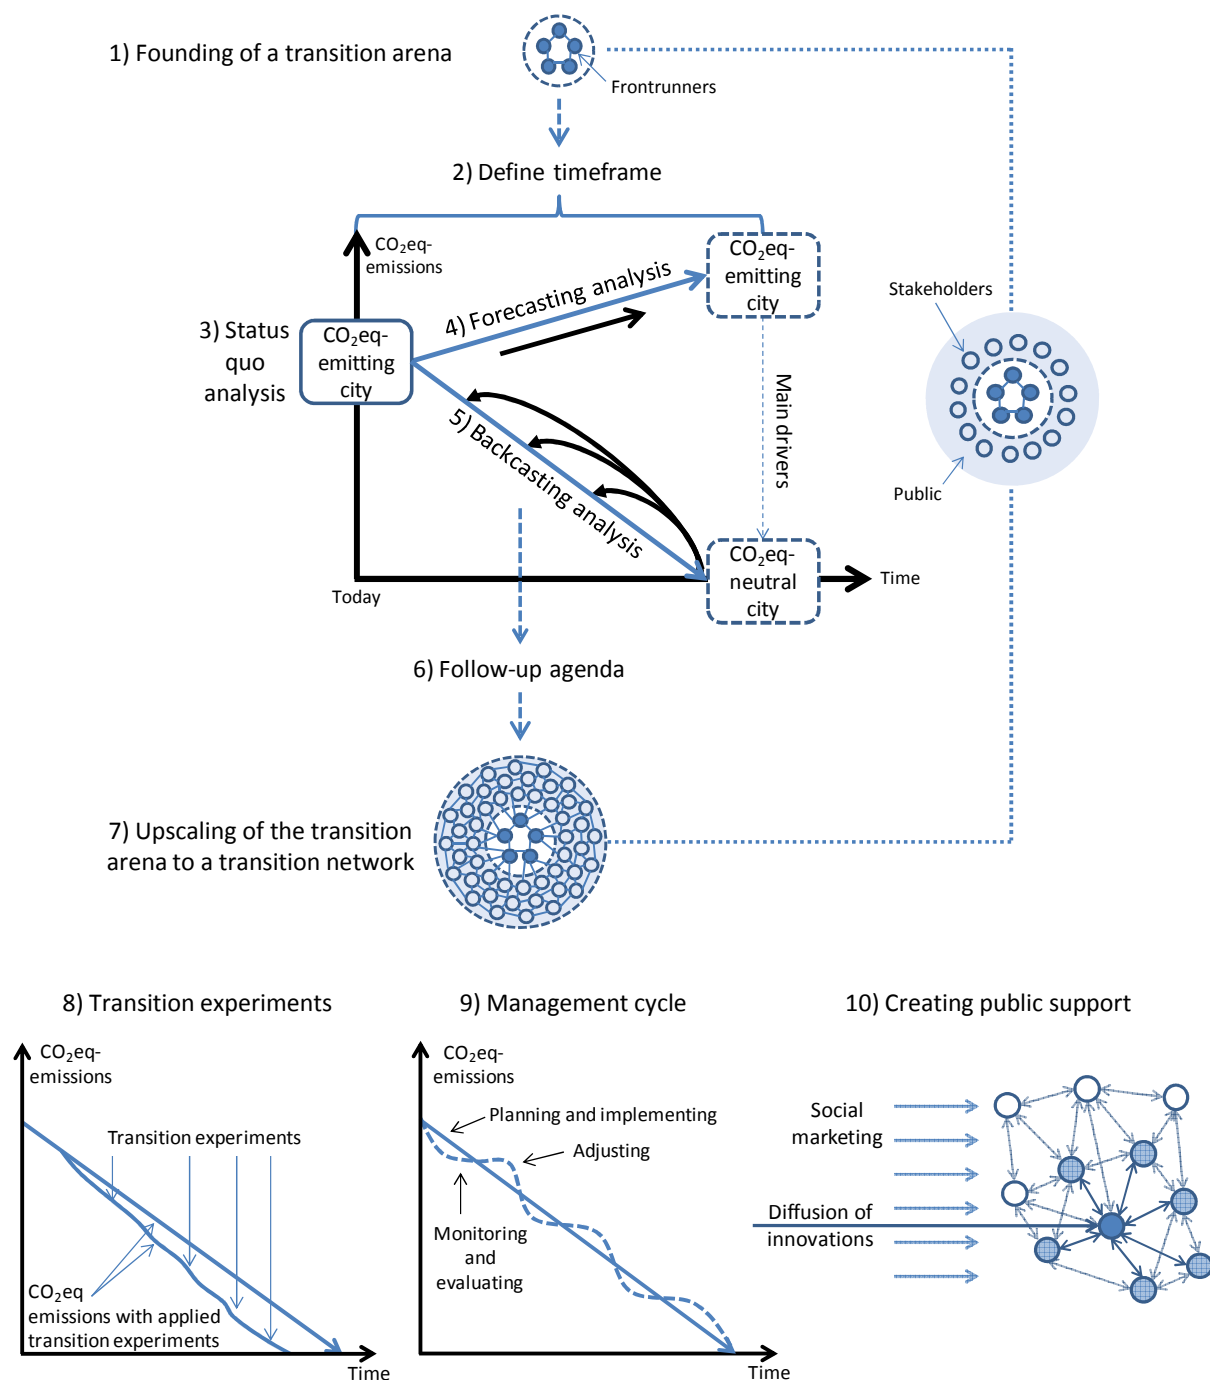 1) Founding of a transition arena
Frontrunners
2) Define timeframe
CO₂eq-
emissions
CO₂eq-
emitting
city
4) Forecasting analysis
Stakeholders
3) Status
quo
analysis
CO₂eq-
emitting
city
Main drivers
5) Backcasting analysis
Public
CO₂eq-
neutral
city
Time
Today
6) Follow-up agenda
7) Upscaling of the transition
arena to a transition network
8) Transition experiments
CO₂eq-
emissions
Transition experiments
CO₂eq
emissions with applied
transition experiments
Time
9) Management cycle
CO₂eq-
emissions
Planning and implementing
Adjusting
Monitoring
and
evaluating
Time
10) Creating public support
Social
marketing
Diffusion of
innovations